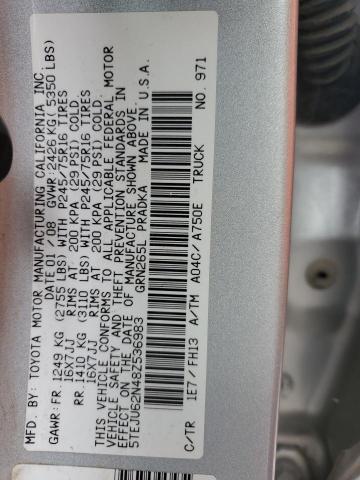 MFD. BY: TOYOTA MOTOR MANUFACTURING CALIFORNIA INC.
DATE 01 / 08 GVWR: 2426 KG( 5350 LBS)
GAWR: FR. 1249 KG (2755 LBS) WITH P245/75R16 TIRES
16X7JJ RIMS AT 200 KPA (29 PSI) COLD
RR. 1410 KG (3110 LBS) WITH P245/75R16 TIRES
16X7JJ RIMS AT 200 KPA (29 PSI) COLD.
THIS VEHICLE CONFORMS TO ALL APPLICABLE FEDERAL MOTOR
VEHICLE SAFETY AND THEFT PREVENTION STANDARDS IN
EFFECT ON THE DATE OF MANUFACTURE SHOWN ABOVE.
5TEJU62N48Z536983 GRN265L PRADKA MADE IN U.S.A.
C/TR 1E7 / FH13 A/TM A04C/ A750E TRUCK NO. 971